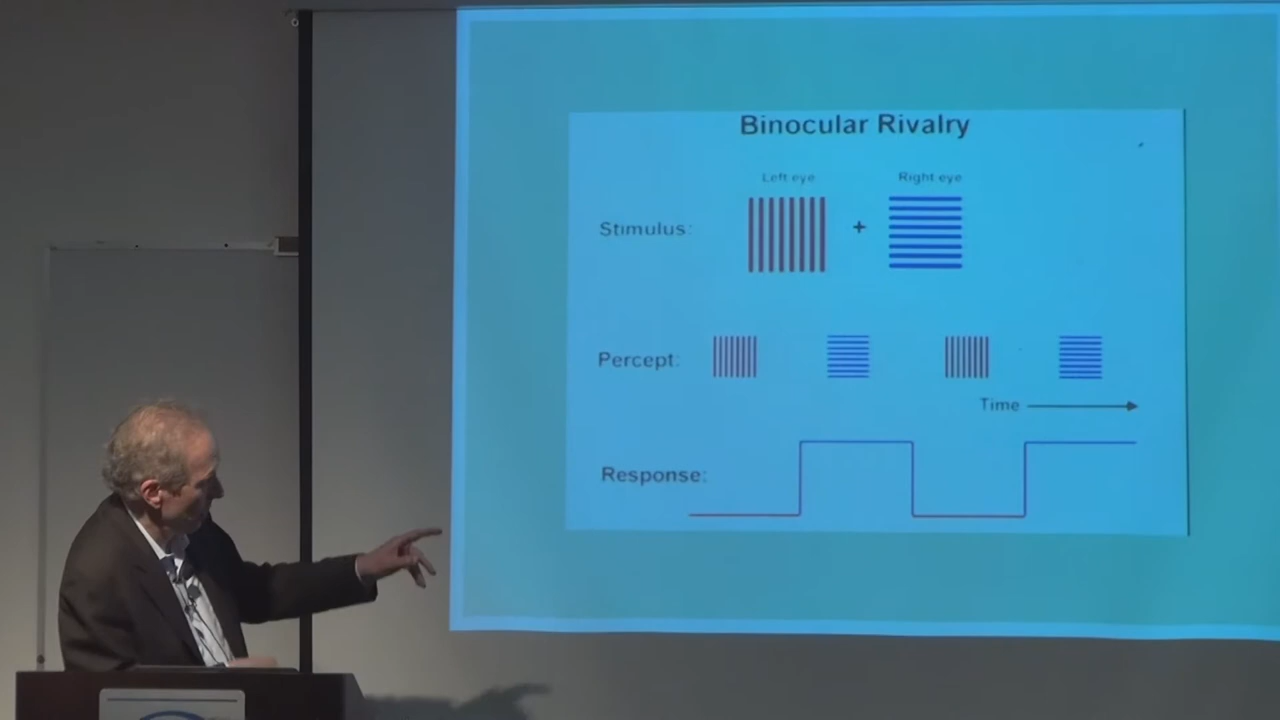 Binocular Rivalry
Left eye
Right eye
Stimulus:
+
Percept:
Time
Response: